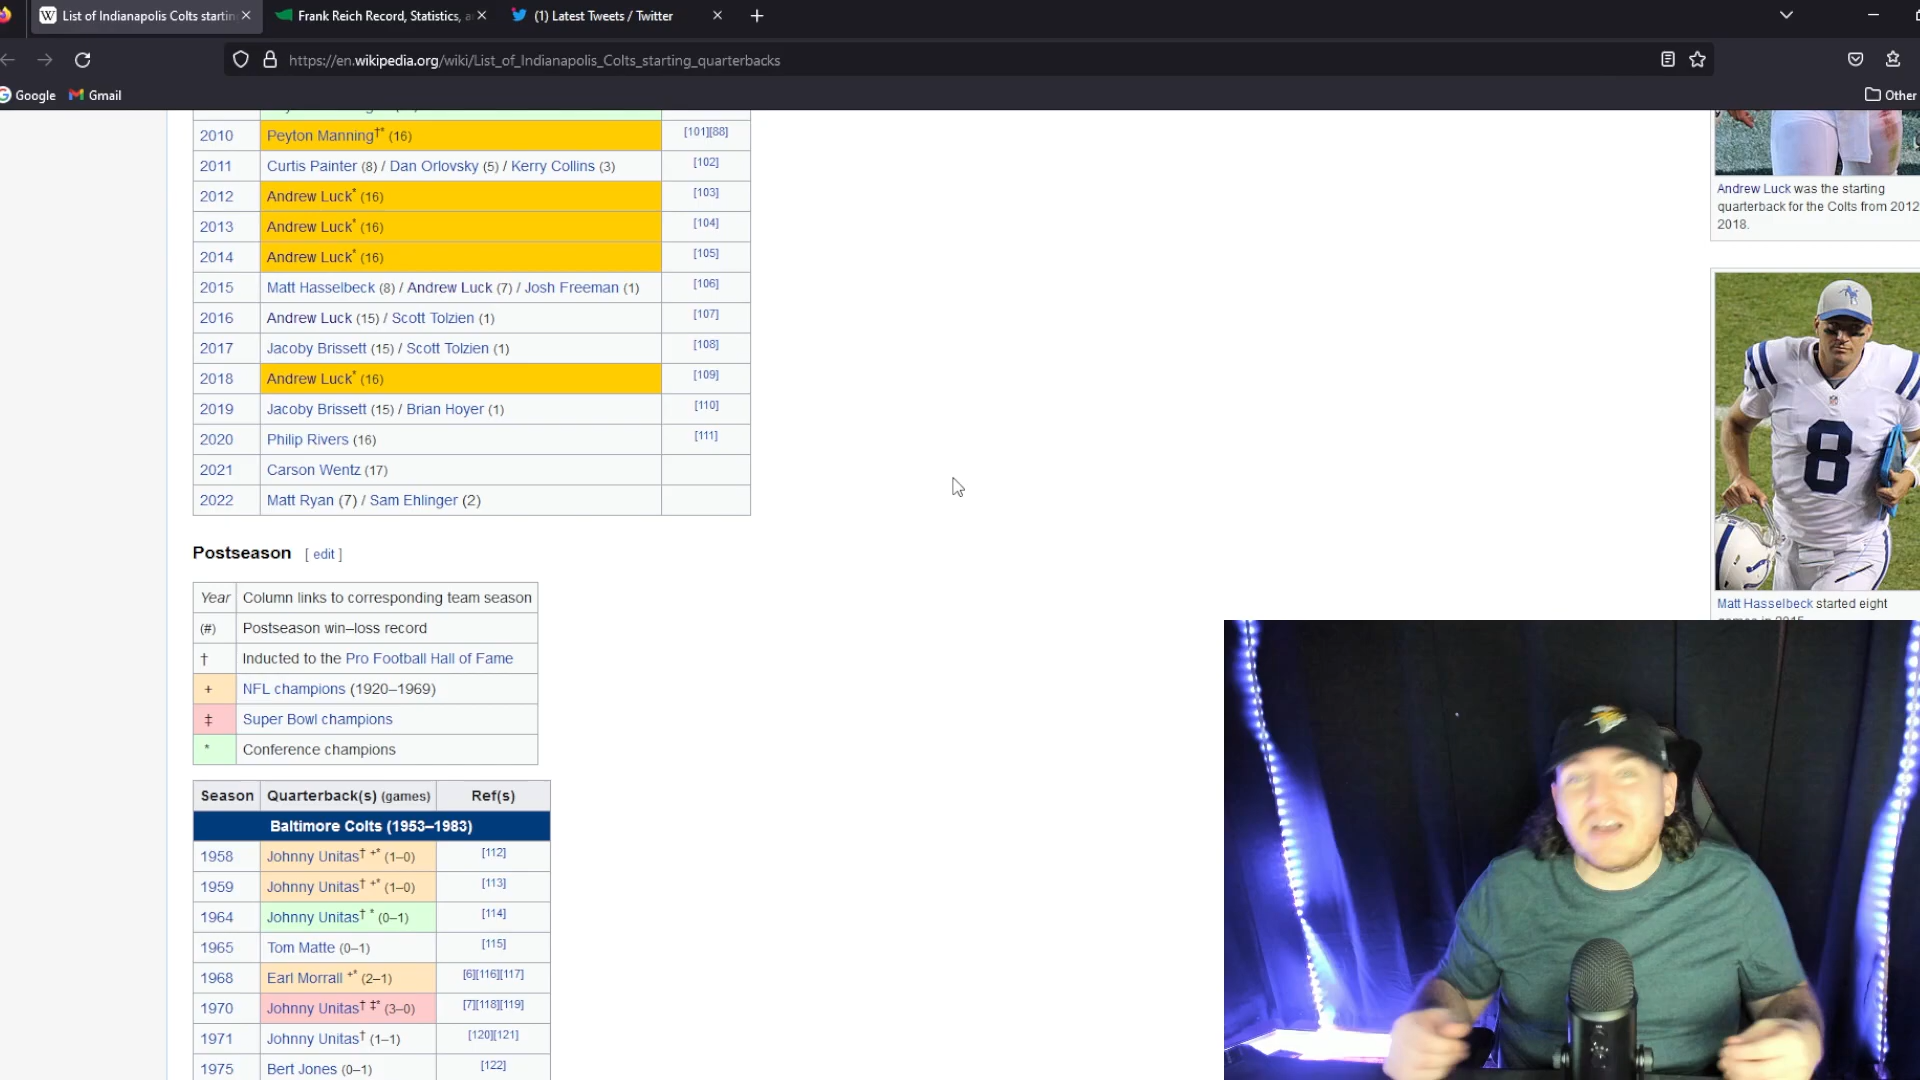 List of Indianapolis Colts startin
Frank Reich Record, Statistics, a
(1) Latest Tweets / Twitter
https://en.wikipedia.org/wiki/List_of_Indianapolis_Colts_starting_quarterbacks
Google Gmail
Other
2010 Peyton Manning†* (16) [101][88]
2011 Curtis Painter (8) / Dan Orlovsky (5) / Kerry Collins (3) [102]
2012 Andrew Luck* (16) [103]
2013 Andrew Luck* (16) [104]
2014 Andrew Luck* (16) [105]
2015 Matt Hasselbeck (8) / Andrew Luck (7) / Josh Freeman (1) [106]
2016 Andrew Luck (15) / Scott Tolzien (1) [107]
2017 Jacoby Brissett (15) / Scott Tolzien (1) [108]
2018 Andrew Luck* (16) [109]
2019 Jacoby Brissett (15) / Brian Hoyer (1) [110]
2020 Philip Rivers (16) [111]
2021 Carson Wentz (17)
2022 Matt Ryan (7) / Sam Ehlinger (2)
Andrew Luck was the starting
quarterback for the Colts from 2012
2018.
8
Matt Hasselbeck started eight
Postseason [ edit ]
Year Column links to corresponding team season
(#) Postseason win–loss record
† Inducted to the Pro Football Hall of Fame
+ NFL champions (1920–1969)
‡ Super Bowl champions
* Conference champions
Season Quarterback(s) (games) Ref(s)
Baltimore Colts (1953–1983)
1958 Johnny Unitas† +* (1–0) [112]
1959 Johnny Unitas† +* (1–0) [113]
1964 Johnny Unitas† * (0–1) [114]
1965 Tom Matte (0–1) [115]
1968 Earl Morrall +* (2–1) [6][116][117]
1970 Johnny Unitas† ‡* (3–0) [7][118][119]
1971 Johnny Unitas† (1–1) [120][121]
1975 Bert Jones (0–1) [122]